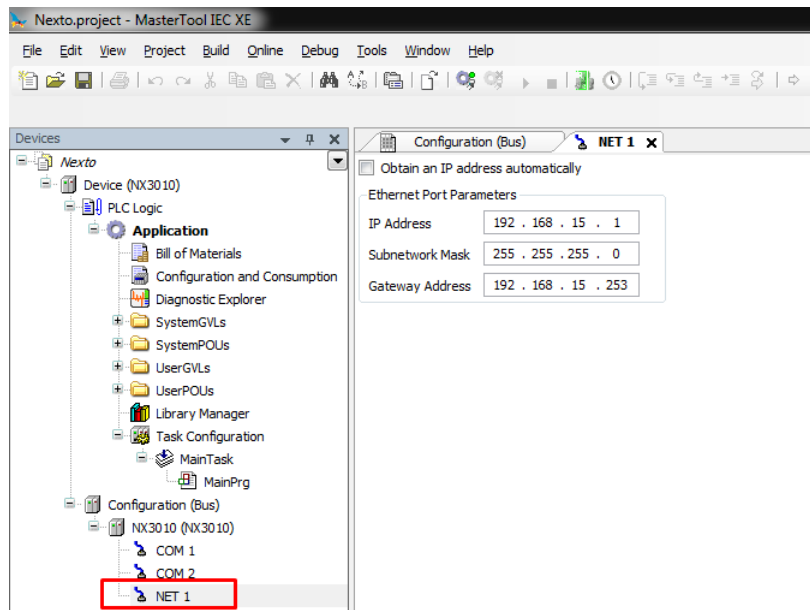 Nexto.project - MasterTool IEC XE
File Edit View Project Build Online Debug Tools Window Help
Devices
Nexto
Device (NX3010)
PLC Logic
Application
Bill of Materials
Configuration and Consumption
Diagnostic Explorer
SystemGVLs
SystemPOUs
UserGVLs
UserPOUs
Library Manager
Task Configuration
MainTask
MainPrg
Configuration (Bus)
NX3010 (NX3010)
COM 1
COM 2
NET 1
Configuration (Bus) NET 1
Obtain an IP address automatically
Ethernet Port Parameters
IP Address 192 . 168 . 15 . 1
Subnetwork Mask 255 . 255 . 255 . 0
Gateway Address 192 . 168 . 15 . 253